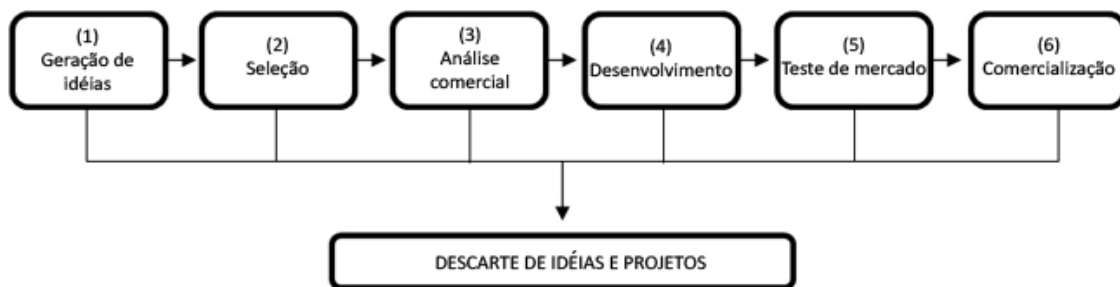 (1)
Geração de
idéias
(2)
Seleção
(3)
Análise
comercial
(4)
Desenvolvimento
(5)
Teste de mercado
(6)
Comercialização
DESCARTE DE IDÉIAS E PROJETOS